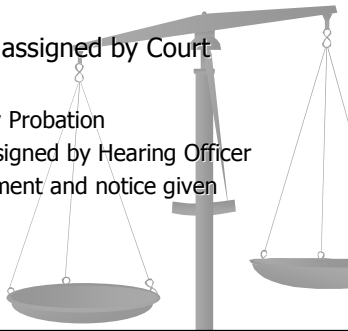 assigned by Court
Probation
signed by Hearing Officer
ment and notice given